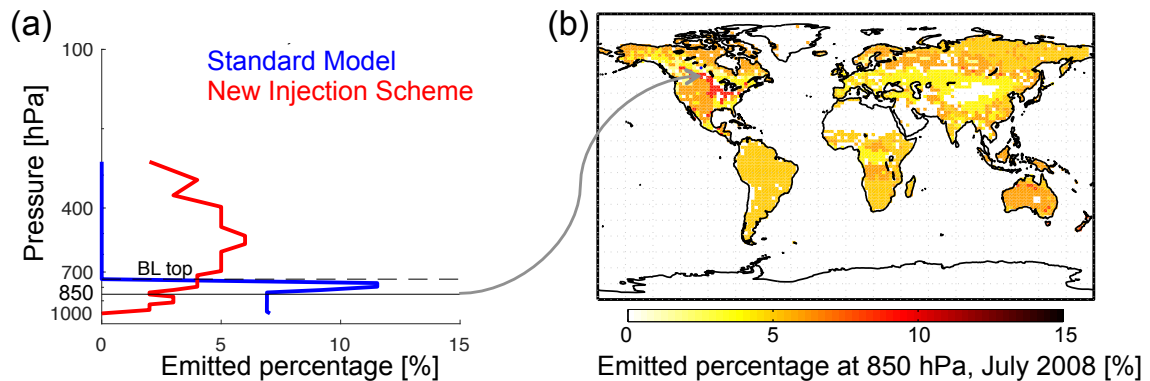 (a)
Standard Model
New Injection Scheme
Pressure [hPa]
100
400
700
850
1000
BL top
0 5 10 15
Emitted percentage [%]
(b)
0 5 10 15
Emitted percentage at 850 hPa, July 2008 [%]